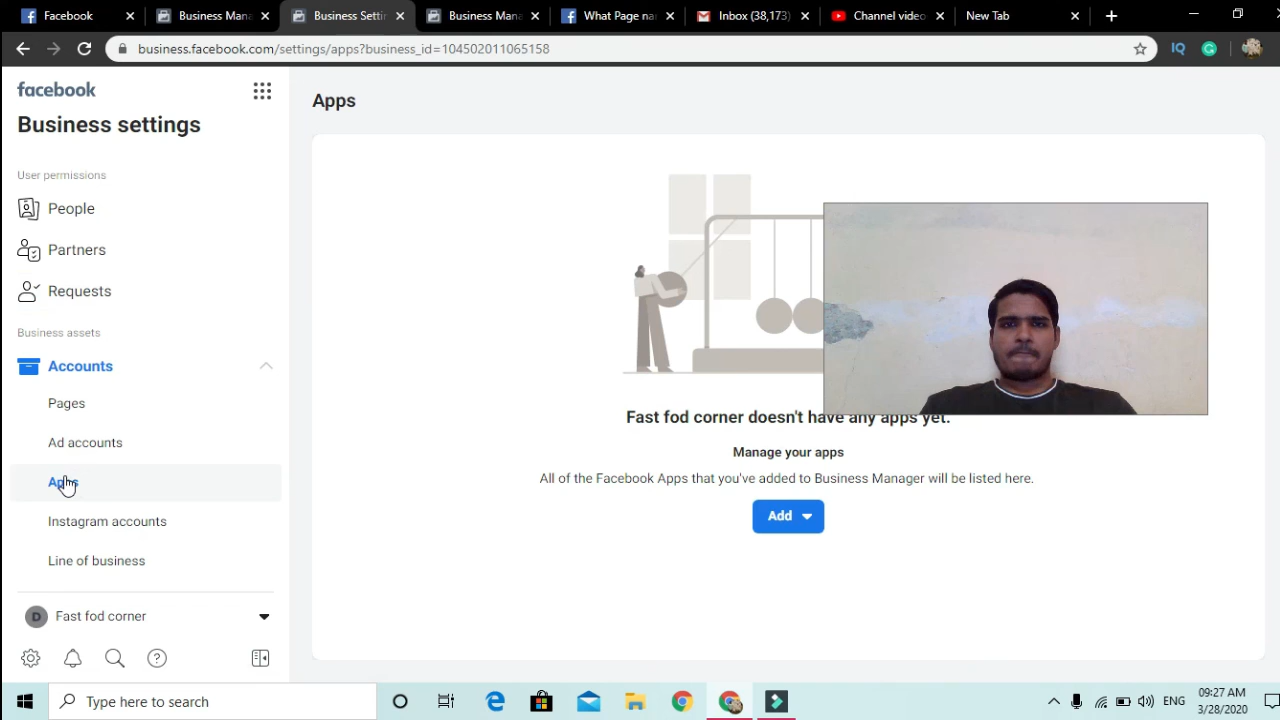 Facebook
Business Mana
Business Settin
Business Mana
What Page nam
Inbox (38,173)
Channel video
New Tab
business.facebook.com/settings/apps?business_id=104502011065158
IQ
facebook
Business settings
User permissions
People
Partners
Requests
Business assets
Accounts
Pages
Ad accounts
Apps
Instagram accounts
Line of business
D Fast fod corner
Apps
Fast fod corner doesn't have any apps yet.
Manage your apps
All of the Facebook Apps that you've added to Business Manager will be listed here.
Add
Type here to search
ENG
09:27 AM
3/28/2020